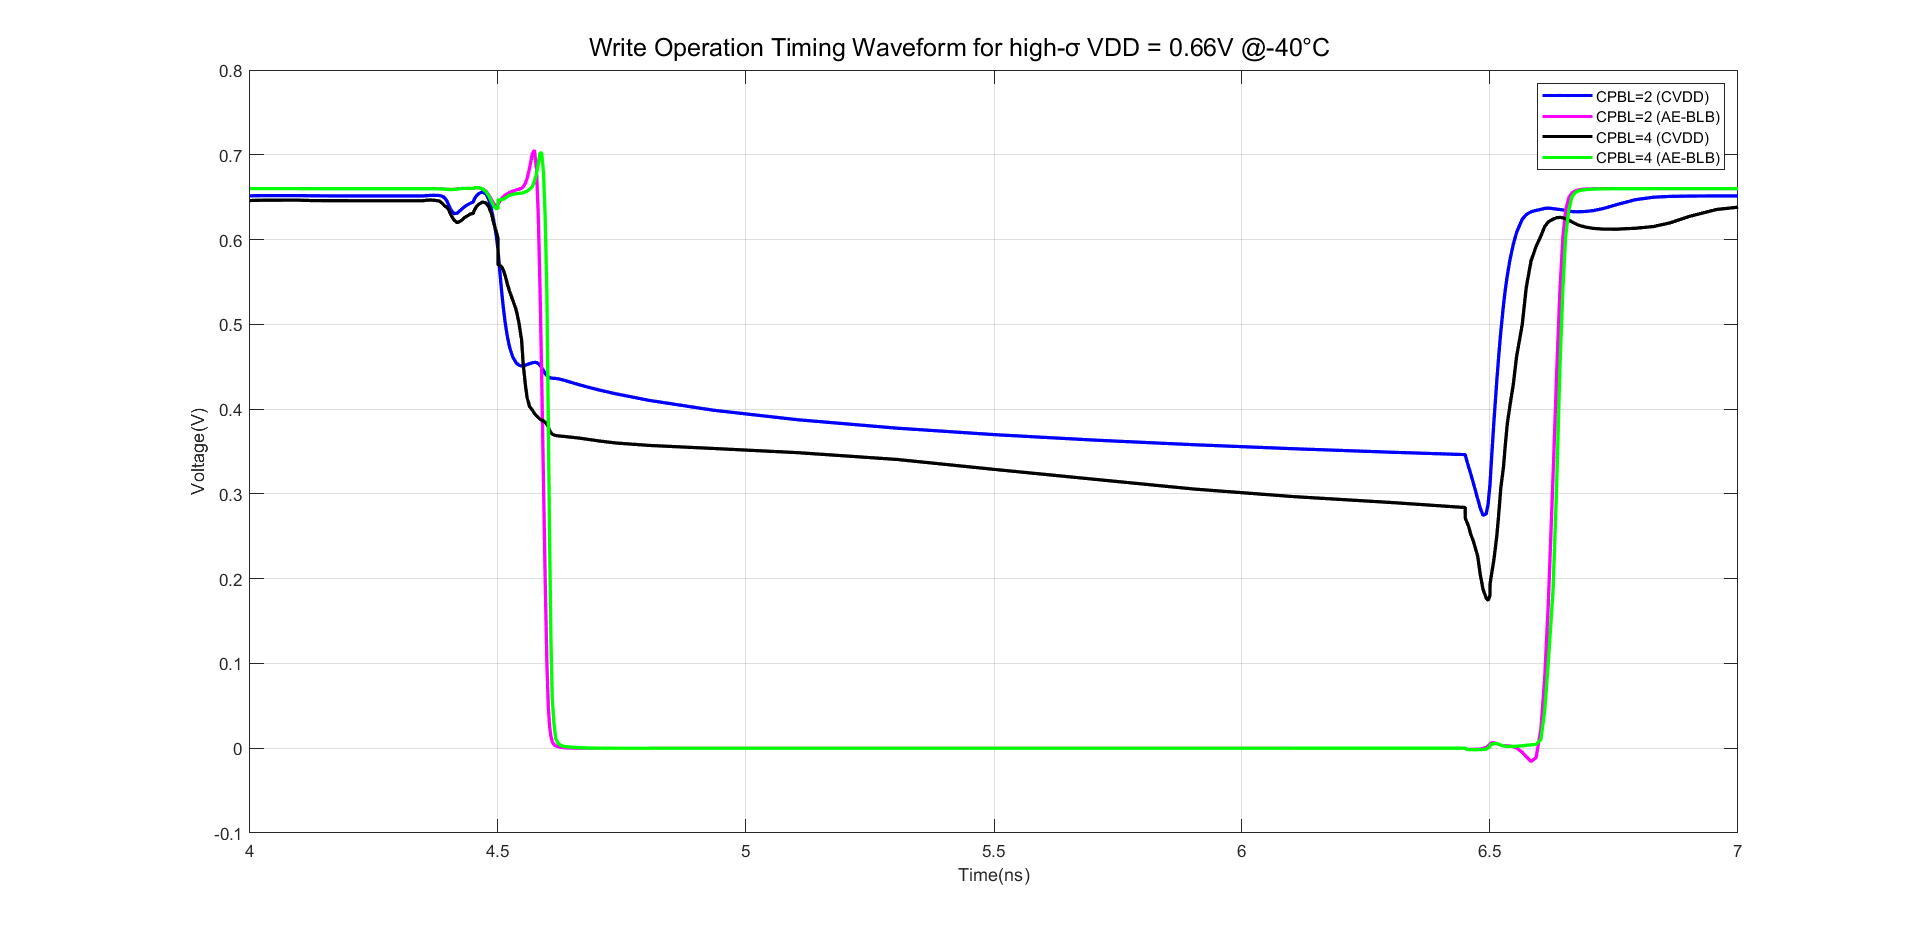 Write Operation Timing Waveform for high-σ VDD = 0.66V @-40°C
CPBL=2 (CVDD)
CPBL=2 (AE-BLB)
CPBL=4 (CVDD)
CPBL=4 (AE-BLB)
Voltage(V)
0.8
0.7
0.6
0.5
0.4
0.3
0.2
0.1
0
-0.1
4
4.5
5
5.5
6
6.5
7
Time(ns)